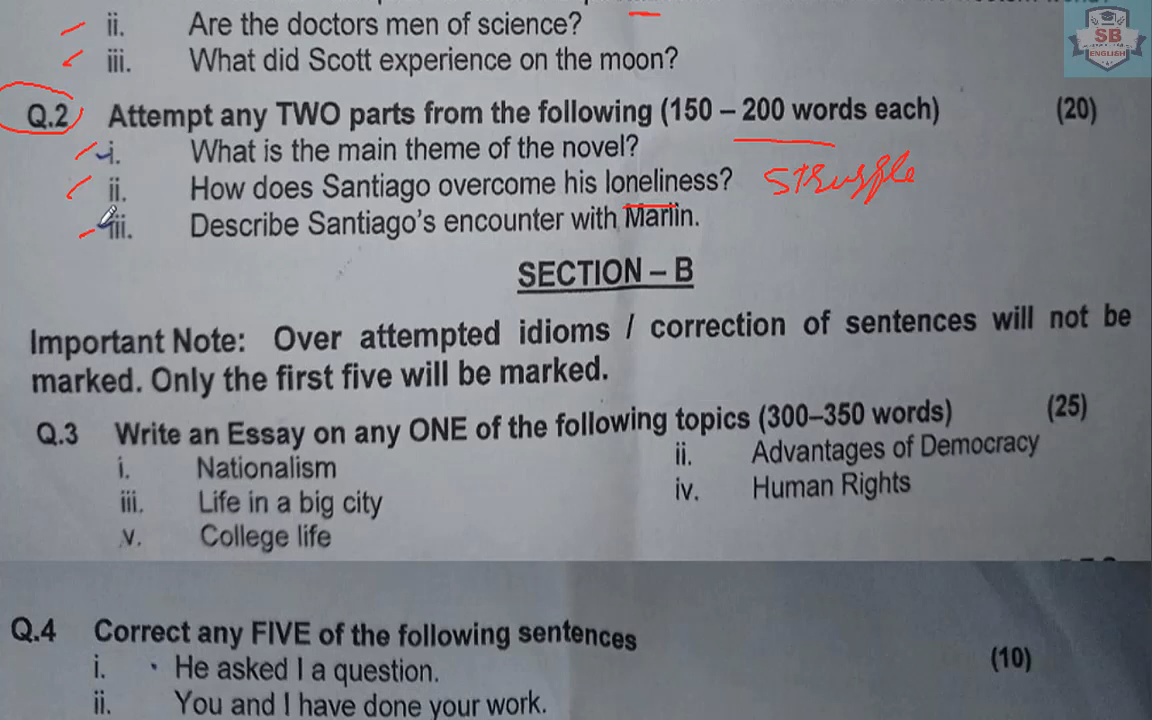 ii. Are the doctors men of science?
iii. What did Scott experience on the moon?
SB
ENGLISH
Q.2 Attempt any TWO parts from the following (150 – 200 words each) (20)
i. What is the main theme of the novel?
ii. How does Santiago overcome his loneliness? struggle
iii. Describe Santiago's encounter with Marlin.
SECTION – B
Important Note: Over attempted idioms / correction of sentences will not be
marked. Only the first five will be marked.
Q.3 Write an Essay on any ONE of the following topics (300–350 words) (25)
i. Nationalism ii. Advantages of Democracy
iii. Life in a big city iv. Human Rights
v. College life
Q.4 Correct any FIVE of the following sentences (10)
i. He asked I a question.
ii. You and I have done your work.